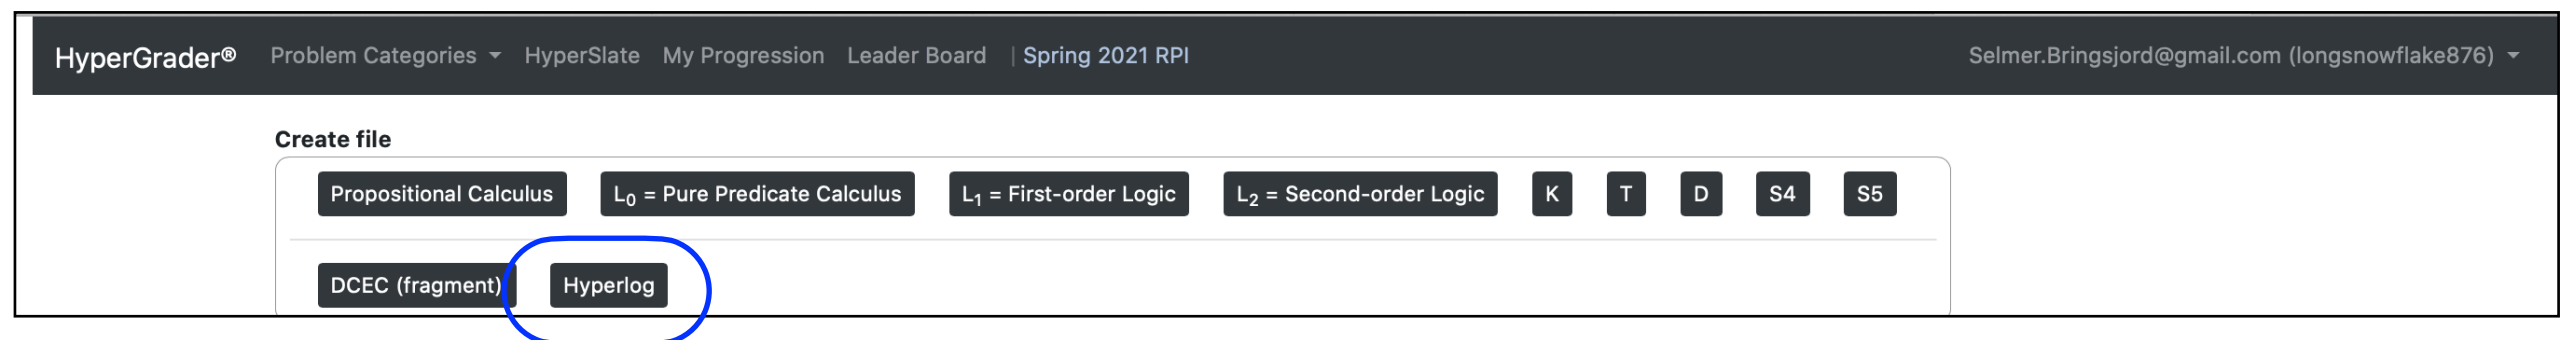 HyperGrader® Problem Categories HyperSlate My Progression Leader Board | Spring 2021 RPI Selmer.Bringsjord@gmail.com (longsnowflake876)
Create file
Propositional Calculus L₀ = Pure Predicate Calculus L₁ = First-order Logic L₂ = Second-order Logic K T D S4 S5
DCEC (fragment) Hyperlog